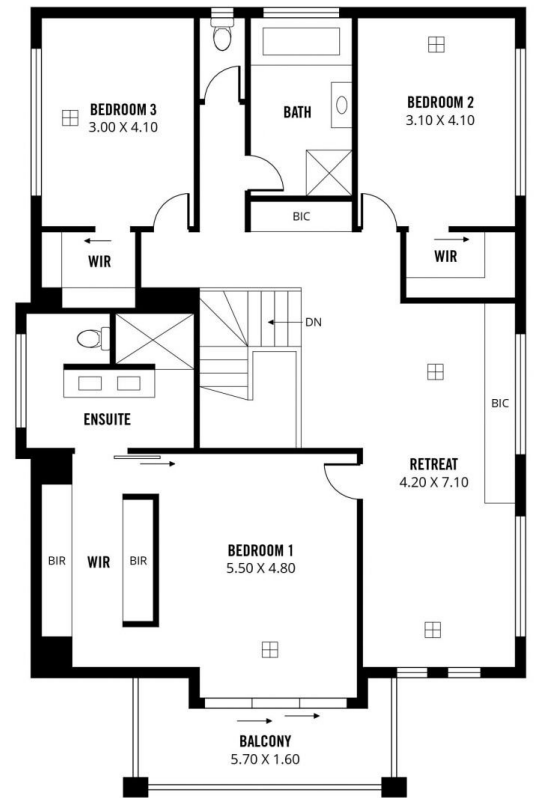 BEDROOM 3
3.00 X 4.10
BATH
BEDROOM 2
3.10 X 4.10
BIC
WIR
WIR
DN
ENSUITE
BIC
RETREAT
4.20 X 7.10
BIR
WIR
BIR
BEDROOM 1
5.50 X 4.80
BALCONY
5.70 X 1.60